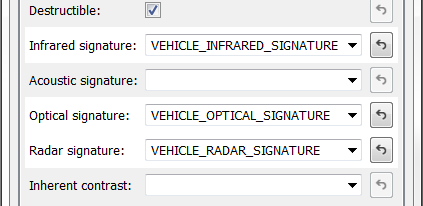 Destructible:
Infrared signature: VEHICLE_INFRARED_SIGNATURE
Acoustic signature:
Optical signature: VEHICLE_OPTICAL_SIGNATURE
Radar signature: VEHICLE_RADAR_SIGNATURE
Inherent contrast: